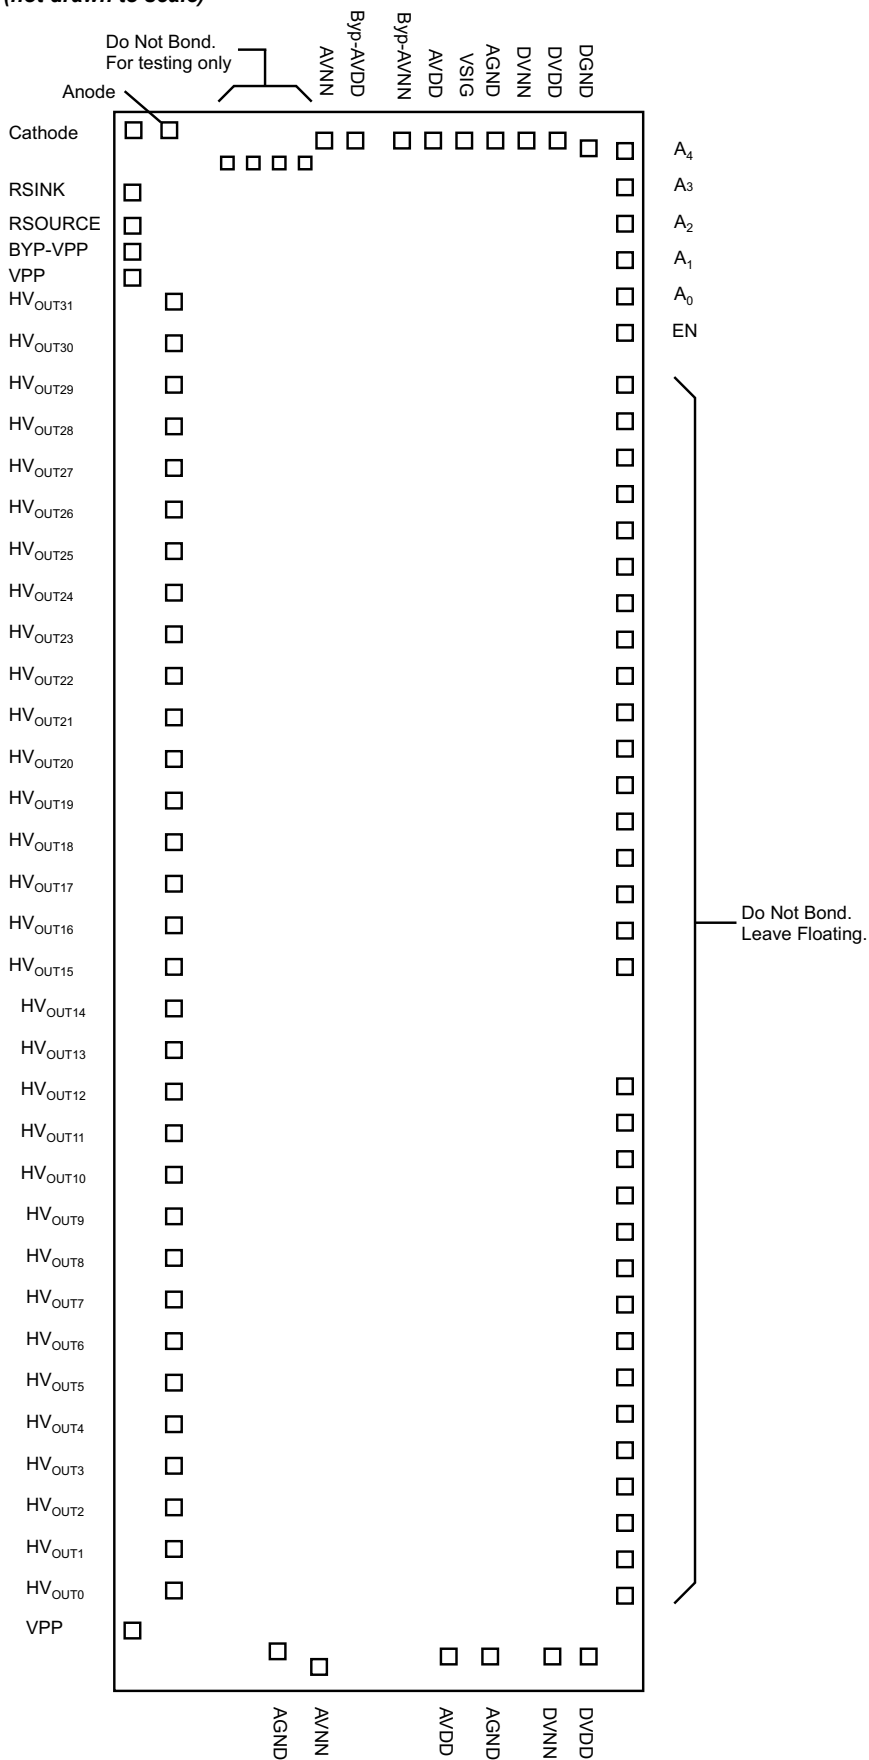 (not drawn to scale)
Do Not Bond.
For testing only
Anode
AVNN
Byp-AVDD
Byp-AVNN
AVDD
VSIG
AGND
DVNN
DVDD
DGND
Cathode
RSINK
RSOURCE
BYP-VPP
VPP
HVOUT31
HVOUT30
HVOUT29
HVOUT28
HVOUT27
HVOUT26
HVOUT25
HVOUT24
HVOUT23
HVOUT22
HVOUT21
HVOUT20
HVOUT19
HVOUT18
HVOUT17
HVOUT16
HVOUT15
HVOUT14
HVOUT13
HVOUT12
HVOUT11
HVOUT10
HVOUT9
HVOUT8
HVOUT7
HVOUT6
HVOUT5
HVOUT4
HVOUT3
HVOUT2
HVOUT1
HVOUT0
VPP
A4
A3
A2
A1
A0
EN
Do Not Bond.
Leave Floating.
AGND
AVNN
AVDD
AGND
DVNN
DVDD